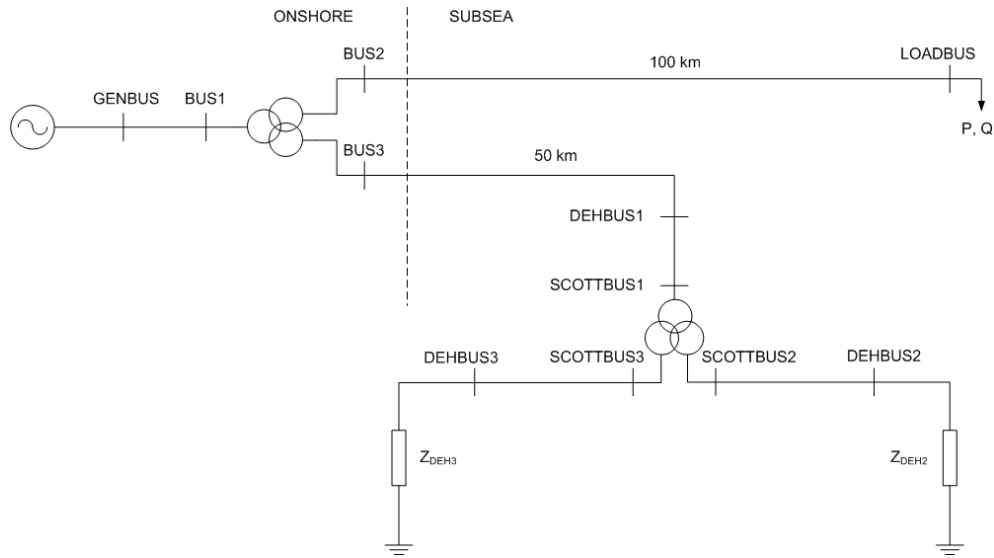 ONSHORE
SUBSEA
BUS2
100 km
LOADBUS
GENBUS
BUS1
P, Q
BUS3
50 km
DEHBUS1
SCOTTBUS1
DEHBUS3
SCOTTBUS3
SCOTTBUS2
DEHBUS2
ZDEH3
ZDEH2